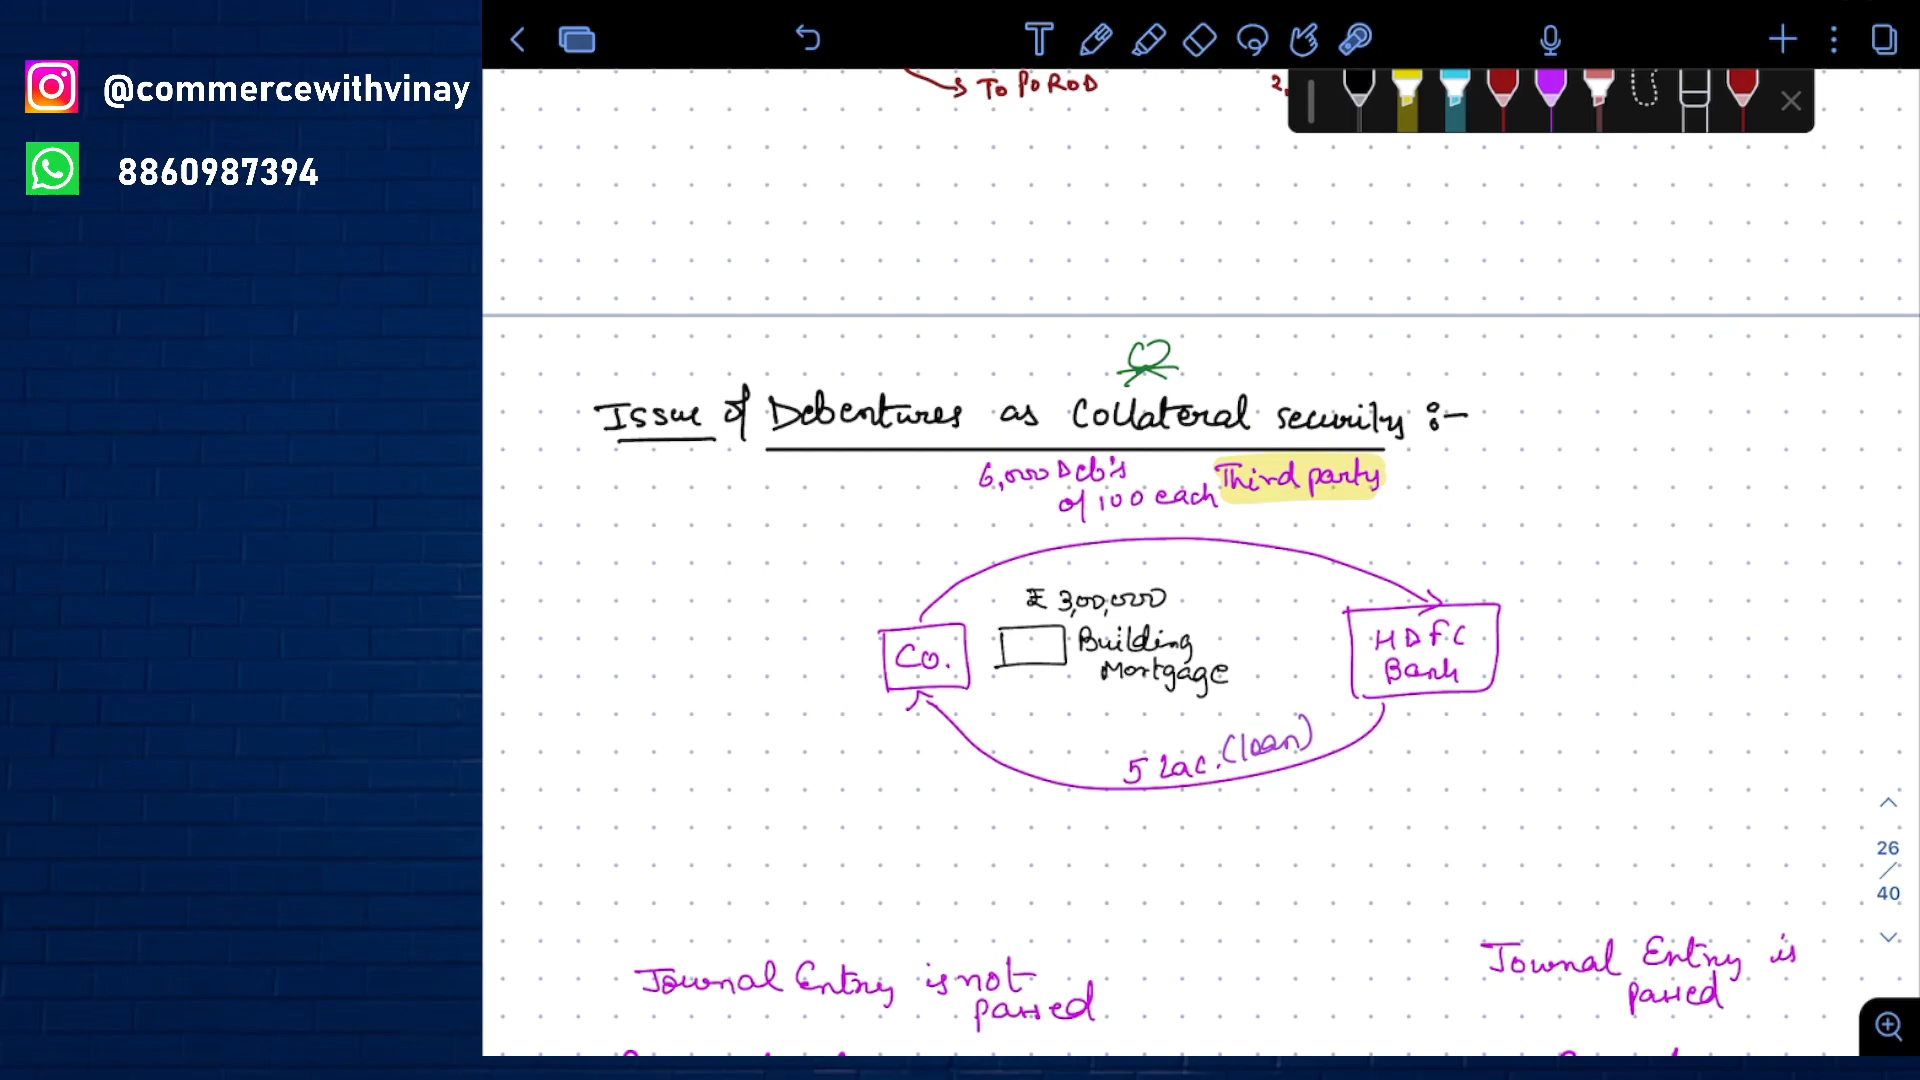 @commercewithvinay
8860987394
T
→ To PoROD
2,
Issue of Debentures as Collateral security :-
6,000 Deb's
of 100 each
Third party
₹ 3,00,000
Co.
Building
Mortgage
HDFC
Bank
5 Lac. (loan)
26
/
40
Journal Entry is not
passed
Journal Entry is
passed